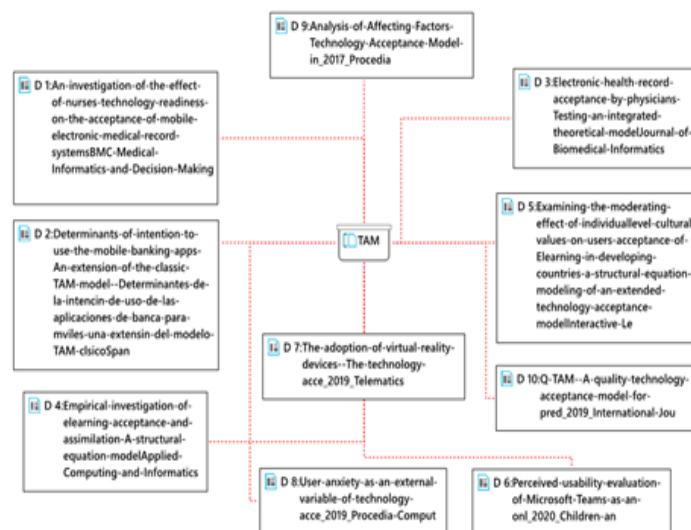 D 9:Analysis-of-Affecting-Factors-
Technology-Acceptance-Model-
in_2017_Procedia
D 1:An-investigation-of-the-effect-
of-nurses-technology-readiness-
on-the-acceptance-of-mobile-
electronic-medical-record-
systemsBMC-Medical-
Informatics-and-Decision-Making
D 3:Electronic-health-record-
acceptance-by-physicians-
Testing-an-integrated-
theoretical-modelJournal-of-
Biomedical-Informatics
TAM
D 2:Determinants-of-intention-to-
use-the-mobile-banking-apps-
An-extension-of-the-classic-
TAM-model--Determinantes-de-
la-intencin-de-uso-de-las-
aplicaciones-de-banca-para-
mviles-una-extensin-del-modelo-
TAM-clsicoSpan
D 5:Examining-the-moderating-
effect-of-individuallevel-cultural-
values-on-users-acceptance-of-
Elearning-in-developing-
countries-a-structural-equation-
modeling-of-an-extended-
technology-acceptance-
modelInteractive-Le
D 7:The-adoption-of-virtual-reality-
devices--The-technology-
acce_2019_Telematics
D 10:Q-TAM--A-quality-technology-
acceptance-model-for-
pred_2019_International-Jou
D 4:Empirical-investigation-of-
elearning-acceptance-and-
assimilation-A-structural-
equation-modelApplied-
Computing-and-Informatics
D 8:User-anxiety-as-an-external-
variable-of-technology-
acce_2019_Procedia-Comput
D 6:Perceived-usability-evaluation-
of-Microsoft-Teams-as-an-
onl_2020_Children-an